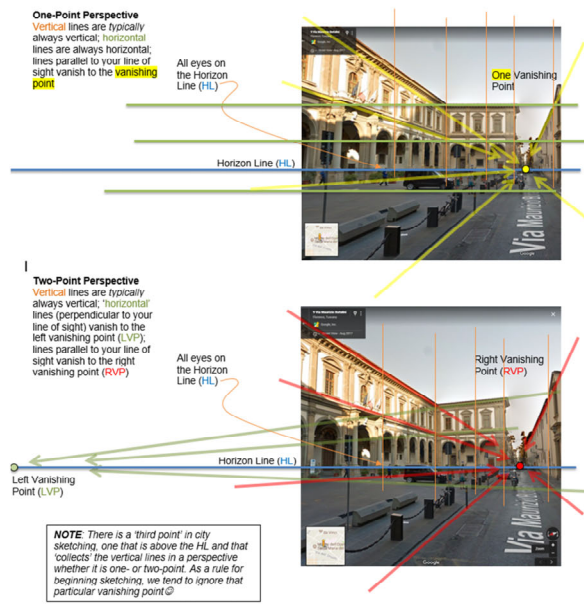 One-Point Perspective
Vertical lines are typically
always vertical; horizontal
lines are always horizontal;
lines parallel to your line of
sight vanish to the vanishing
point
All eyes on
the Horizon
Line (HL)
One Vanishing
Point
Horizon Line (HL)
Via Maurizio B
Google
Two-Point Perspective
Vertical lines are typically
always vertical; 'horizontal'
lines (perpendicular to your
line of sight) vanish to the
left vanishing point (LVP);
lines parallel to your line of
sight vanish to the right
vanishing point (RVP)
All eyes on
the Horizon
Line (HL)
Right Vanishing
Point (RVP)
Horizon Line (HL)
Left Vanishing
Point (LVP)
Via Maurizio B
Google
NOTE: There is a 'third point' in city
sketching, one that is above the HL and that
'collects' the vertical lines in a perspective
whether it is one- or two-point. As a rule for
beginning sketching, we tend to ignore that
particular vanishing point☺